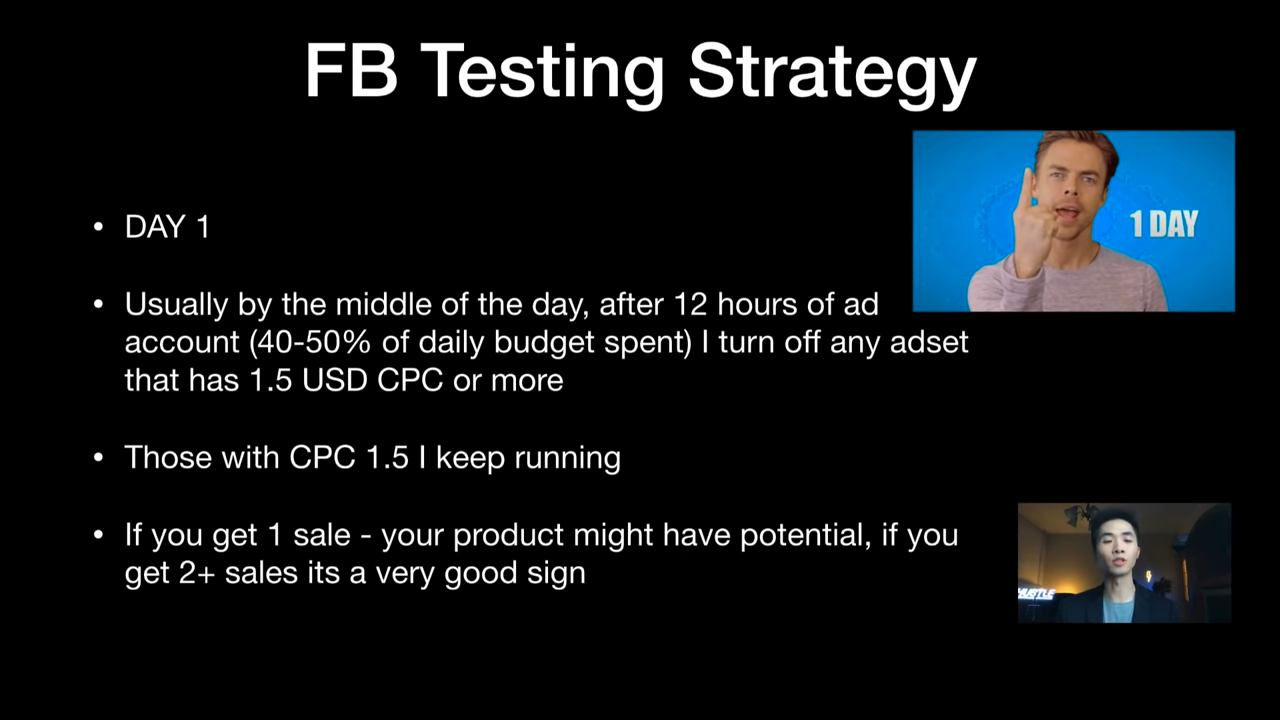 FB Testing Strategy
1 DAY
• DAY 1
• Usually by the middle of the day, after 12 hours of ad
account (40-50% of daily budget spent) I turn off any adset
that has 1.5 USD CPC or more
• Those with CPC 1.5 I keep running
• If you get 1 sale - your product might have potential, if you
get 2+ sales its a very good sign
HUSTLE